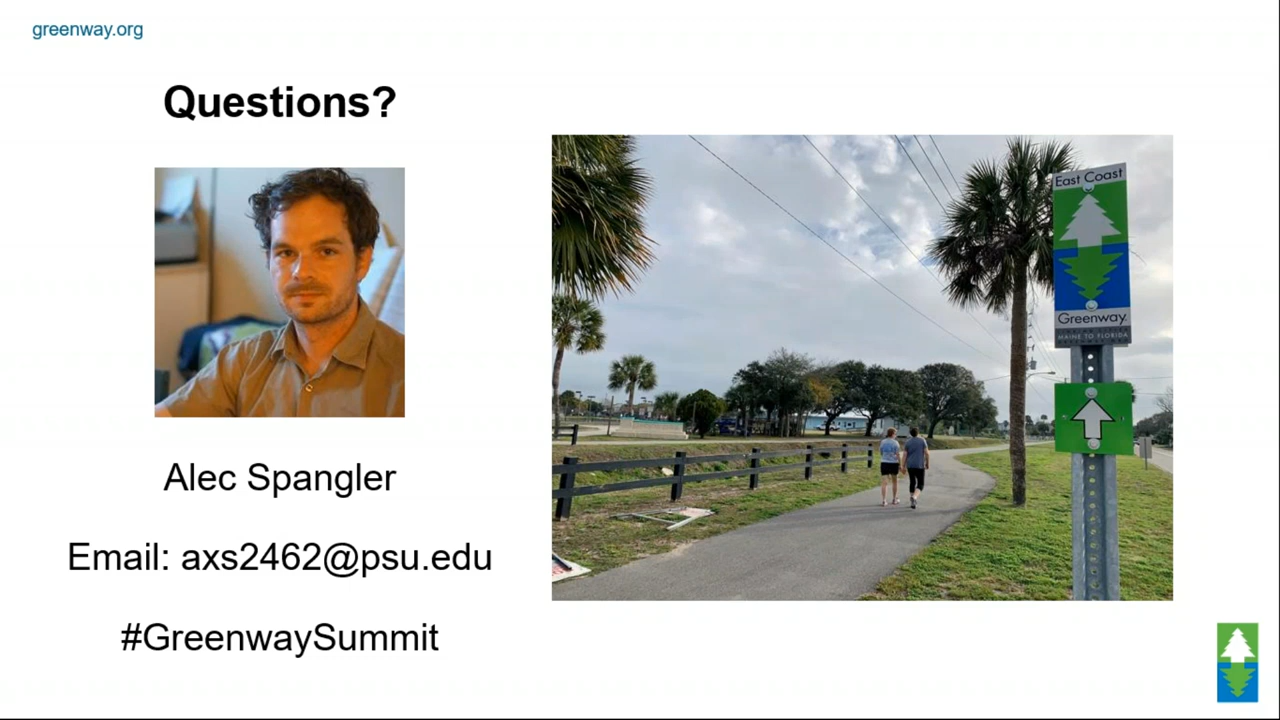 greenway.org
Questions?
Alec Spangler
Email: axs2462@psu.edu
#GreenwaySummit
East Coast
Greenway
MAINE TO FLORIDA